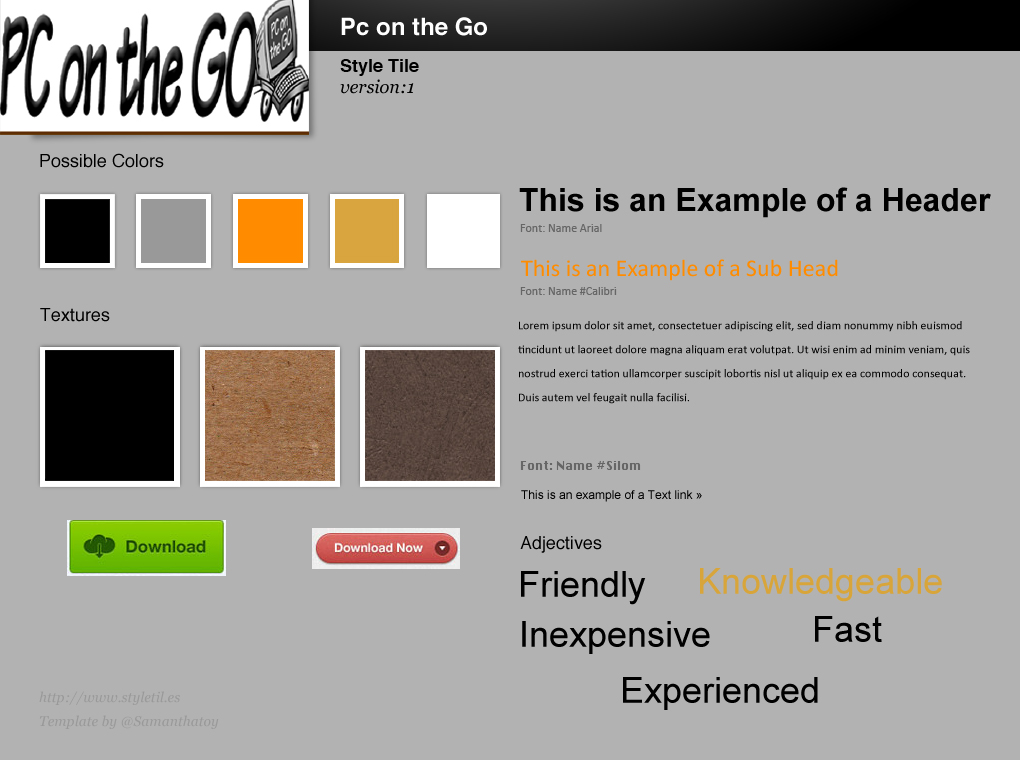 PC on the GO
PC on
the GO
Pc on the Go
Style Tile
version:1
Possible Colors
Textures
Download
Download Now
http://www.styletil.es
Template by @Samanthatoy
This is an Example of a Header
Font: Name Arial
This is an Example of a Sub Head
Font: Name #Calibri
Lorem ipsum dolor sit amet, consectetuer adipiscing elit, sed diam nonummy nibh euismod
tincidunt ut laoreet dolore magna aliquam erat volutpat. Ut wisi enim ad minim veniam, quis
nostrud exerci tation ullamcorper suscipit lobortis nisl ut aliquip ex ea commodo consequat.
Duis autem vel feugait nulla facilisi.
Font: Name #Silom
This is an example of a Text link »
Adjectives
Friendly
Knowledgeable
Inexpensive
Fast
Experienced